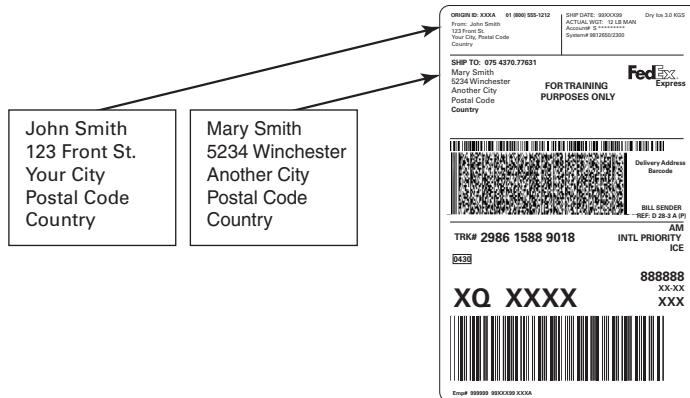 John Smith
123 Front St.
Your City
Postal Code
Country
Mary Smith
5234 Winchester
Another City
Postal Code
Country
ORIGIN ID: XXXA 01 (800) 555-1212
From: John Smith
123 Front St.
Your City, Postal Code
Country
SHIP DATE: 99XXX99 Dry Ice 3.0 KGS
ACTUAL WGT: 12 LB MAN
Account# S *********
System# 9812650/2300
SHIP TO: 075 4370.77631
Mary Smith
5234 Winchester
Another City
Postal Code
Country
FOR TRAINING
PURPOSES ONLY
FedEx
Express
Delivery Address
Barcode
BILL SENDER
REF: D 28-3 A (P)
TRK# 2986 1588 9018
0430
AM
INTL PRIORITY
ICE
XQ XXXX
888888
XX-XX
XXX
Emp# 999999 99XXX99 XXXA